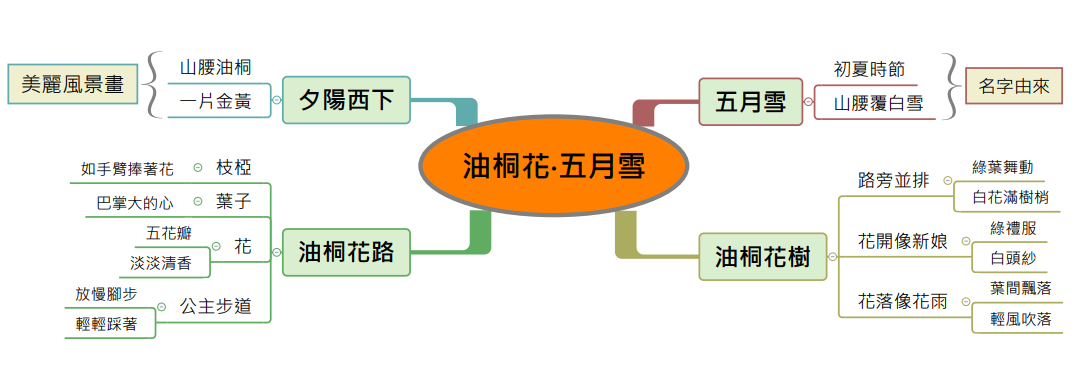 油桐花·五月雪
五月雪
初夏時節
山腰覆白雪
名字由來
油桐花樹
路旁並排
綠葉舞動
白花滿樹梢
花開像新娘
綠禮服
白頭紗
花落像花雨
葉間飄落
輕風吹落
油桐花路
枝椏
如手臂捧著花
葉子
巴掌大的心
花
五花瓣
淡淡清香
公主步道
放慢腳步
輕輕踩著
夕陽西下
山腰油桐
一片金黃
美麗風景畫